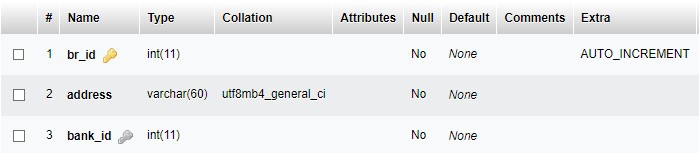 # Name Type Collation Attributes Null Default Comments Extra
1 br_id int(11) No None AUTO_INCREMENT
2 address varchar(60) utf8mb4_general_ci No None
3 bank_id int(11) No None